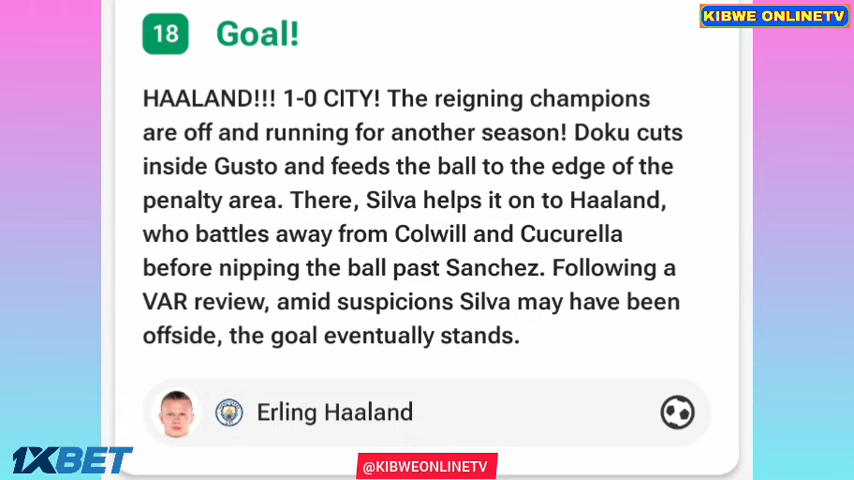 KIBWE ONLINETV
18 Goal!
HAALAND!!! 1-0 CITY! The reigning champions
are off and running for another season! Doku cuts
inside Gusto and feeds the ball to the edge of the
penalty area. There, Silva helps it on to Haaland,
who battles away from Colwill and Cucurella
before nipping the ball past Sanchez. Following a
VAR review, amid suspicions Silva may have been
offside, the goal eventually stands.
Erling Haaland
1XBET
@KIBWEONLINETV